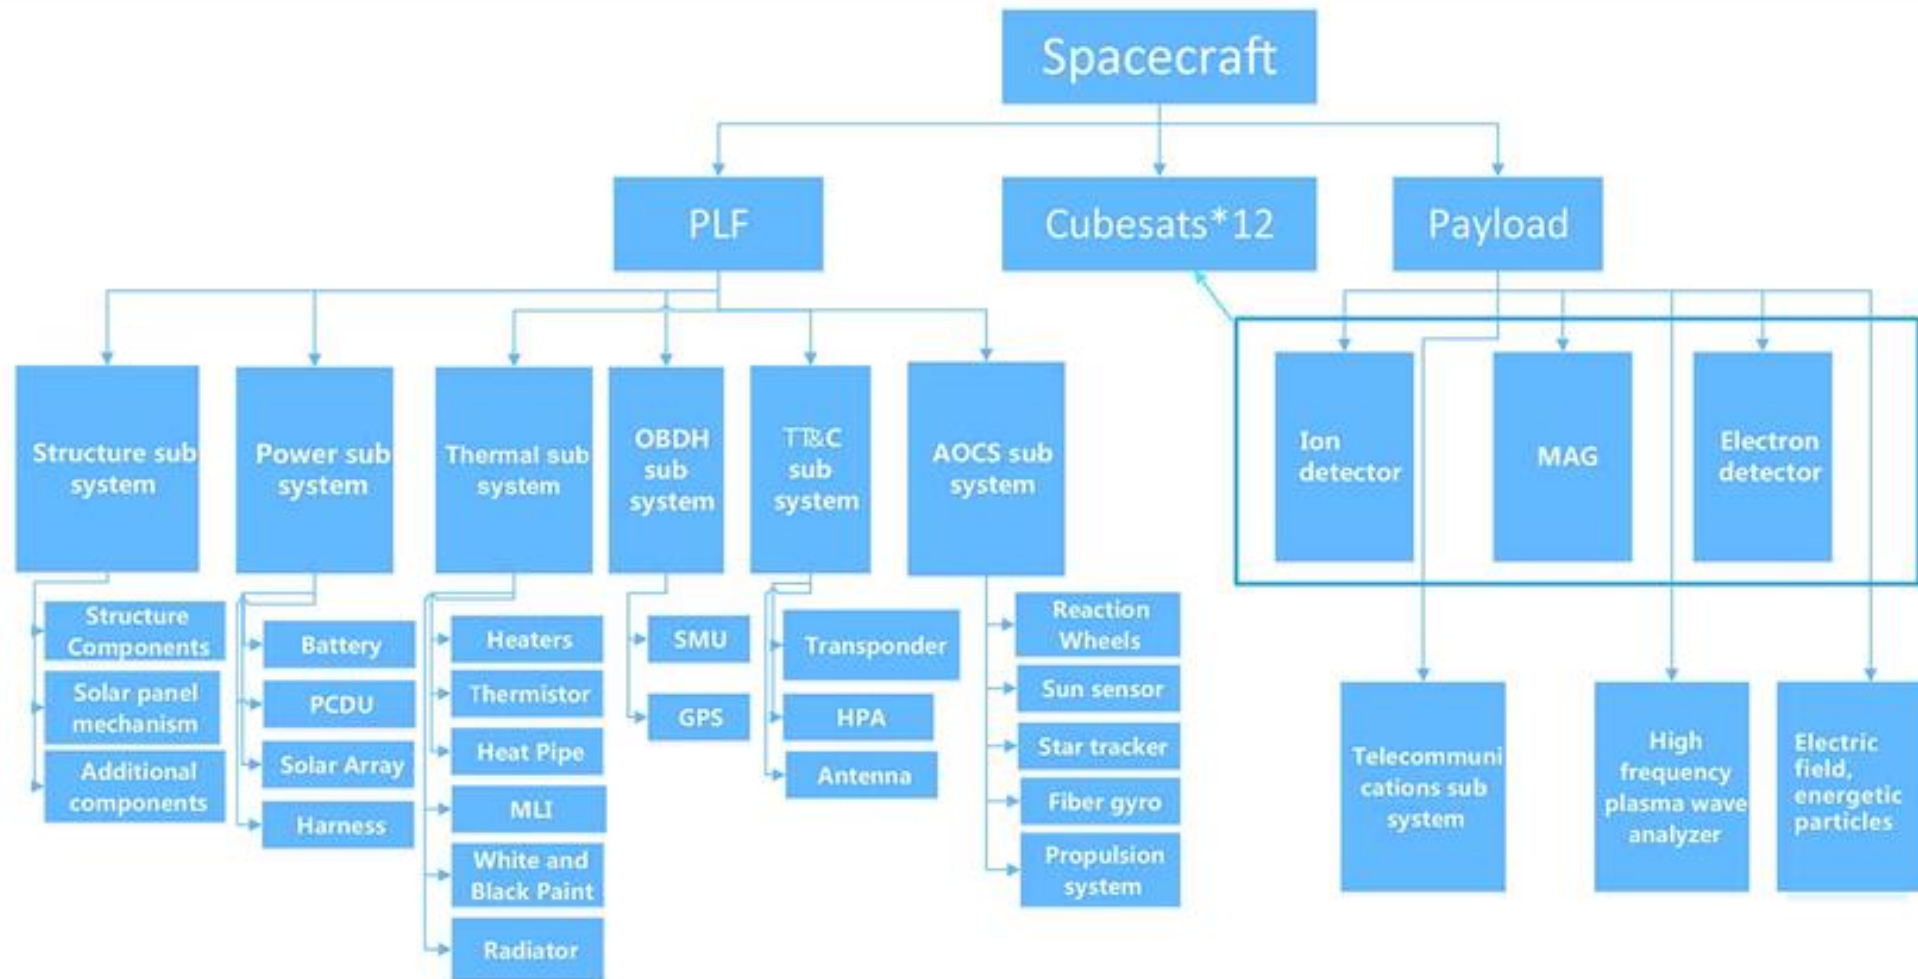 Spacecraft
PLF
Cubesats*12
Payload
Structure sub
system
Power sub
system
Thermal sub
system
OBDH
sub
system
TT&C
sub
system
AOCS sub
system
Ion
detector
MAG
Electron
detector
Structure
Components
Solar panel
mechanism
Additional
components
Battery
PCDU
Solar Array
Harness
Heaters
Thermistor
Heat Pipe
MLI
White and
Black Paint
Radiator
SMU
GPS
Transponder
HPA
Antenna
Reaction
Wheels
Sun sensor
Star tracker
Fiber gyro
Propulsion
system
Telecommuni
cations sub
system
High
frequency
plasma wave
analyzer
Electric
field,
energetic
particles